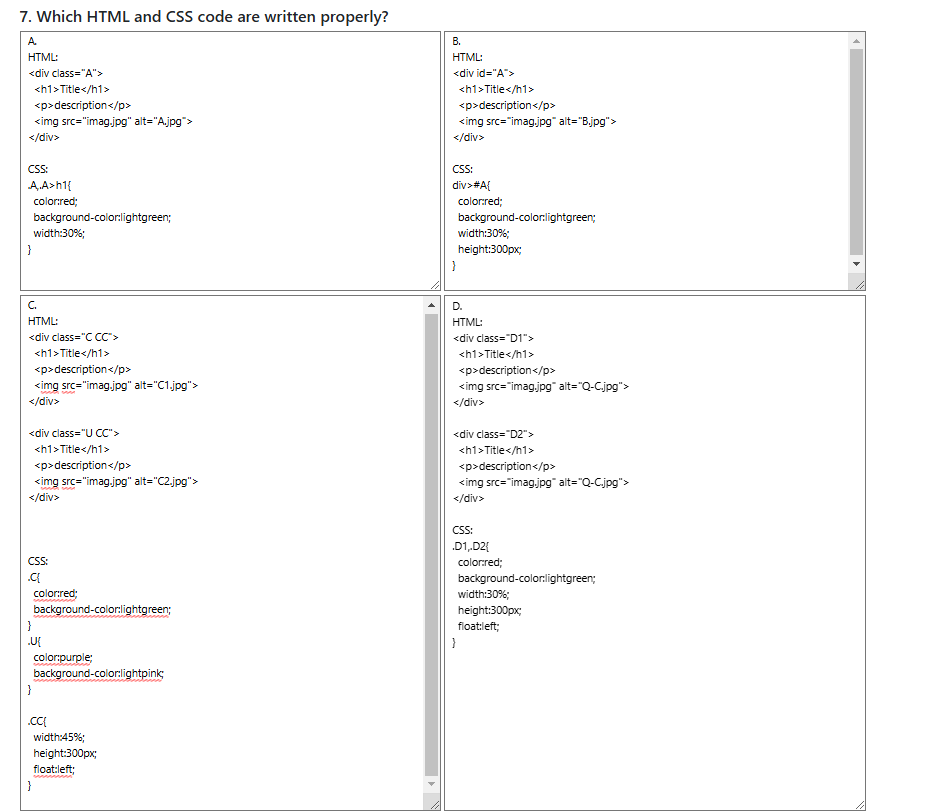 7. Which HTML and CSS code are written properly?
A.
HTML:
<div class="A">
<h1>Title</h1>
<p>description</p>
<img src="imag.jpg" alt="A.jpg">
</div>
CSS:
.A,.A>h1{
color:red;
background-color:lightgreen;
width:30%;
}
B.
HTML:
<div id="A">
<h1>Title</h1>
<p>description</p>
<img src="imag.jpg" alt="B.jpg">
</div>
CSS:
div>#A{
color:red;
background-color:lightgreen;
width:30%;
height:300px;
}
C.
HTML:
<div class="C CC">
<h1>Title</h1>
<p>description</p>
<img src="imag.jpg" alt="C1.jpg">
</div>
<div class="U CC">
<h1>Title</h1>
<p>description</p>
<img src="imag.jpg" alt="C2.jpg">
</div>
CSS:
.C{
color:red;
background-color:lightgreen;
}
.U{
color:purple;
background-color:lightpink;
}
.CC{
width:45%;
height:300px;
float:left;
}
D.
HTML:
<div class="D1">
<h1>Title</h1>
<p>description</p>
<img src="imag.jpg" alt="Q-C.jpg">
</div>
<div class="D2">
<h1>Title</h1>
<p>description</p>
<img src="imag.jpg" alt="Q-C.jpg">
</div>
CSS:
.D1,.D2{
color:red;
background-color:lightgreen;
width:30%;
height:300px;
float:left;
}